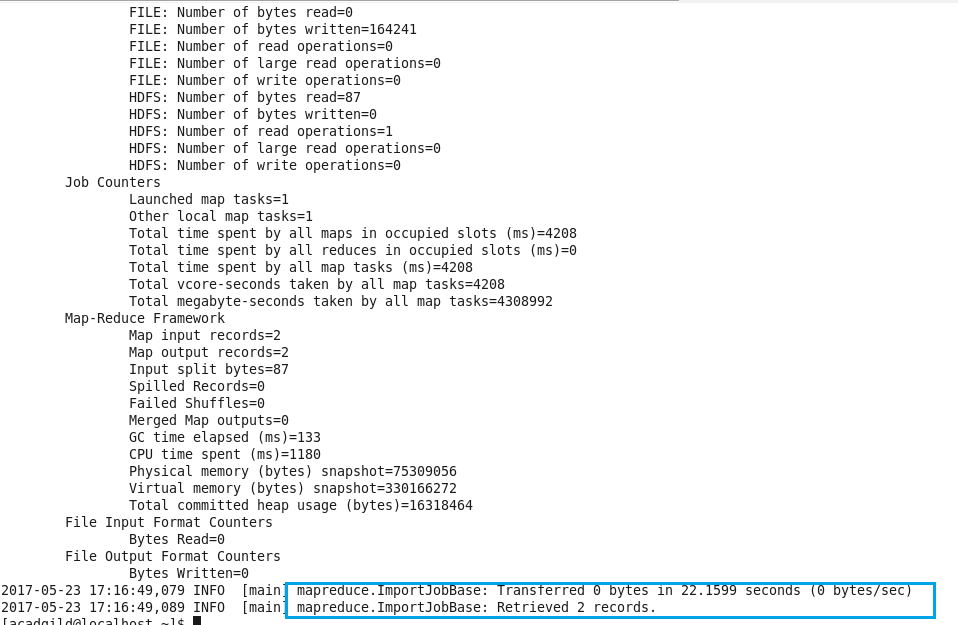 FILE: Number of bytes read=0
FILE: Number of bytes written=164241
FILE: Number of read operations=0
FILE: Number of large read operations=0
FILE: Number of write operations=0
HDFS: Number of bytes read=87
HDFS: Number of bytes written=0
HDFS: Number of read operations=1
HDFS: Number of large read operations=0
HDFS: Number of write operations=0
Job Counters
Launched map tasks=1
Other local map tasks=1
Total time spent by all maps in occupied slots (ms)=4208
Total time spent by all reduces in occupied slots (ms)=0
Total time spent by all map tasks (ms)=4208
Total vcore-seconds taken by all map tasks=4208
Total megabyte-seconds taken by all map tasks=4308992
Map-Reduce Framework
Map input records=2
Map output records=2
Input split bytes=87
Spilled Records=0
Failed Shuffles=0
Merged Map outputs=0
GC time elapsed (ms)=133
CPU time spent (ms)=1180
Physical memory (bytes) snapshot=75309056
Virtual memory (bytes) snapshot=330166272
Total committed heap usage (bytes)=16318464
File Input Format Counters
Bytes Read=0
File Output Format Counters
Bytes Written=0
2017-05-23 17:16:49,079 INFO  [main] mapreduce.ImportJobBase: Transferred 0 bytes in 22.1599 seconds (0 bytes/sec)
2017-05-23 17:16:49,089 INFO  [main] mapreduce.ImportJobBase: Retrieved 2 records.
[acadgild@localhost ~]$